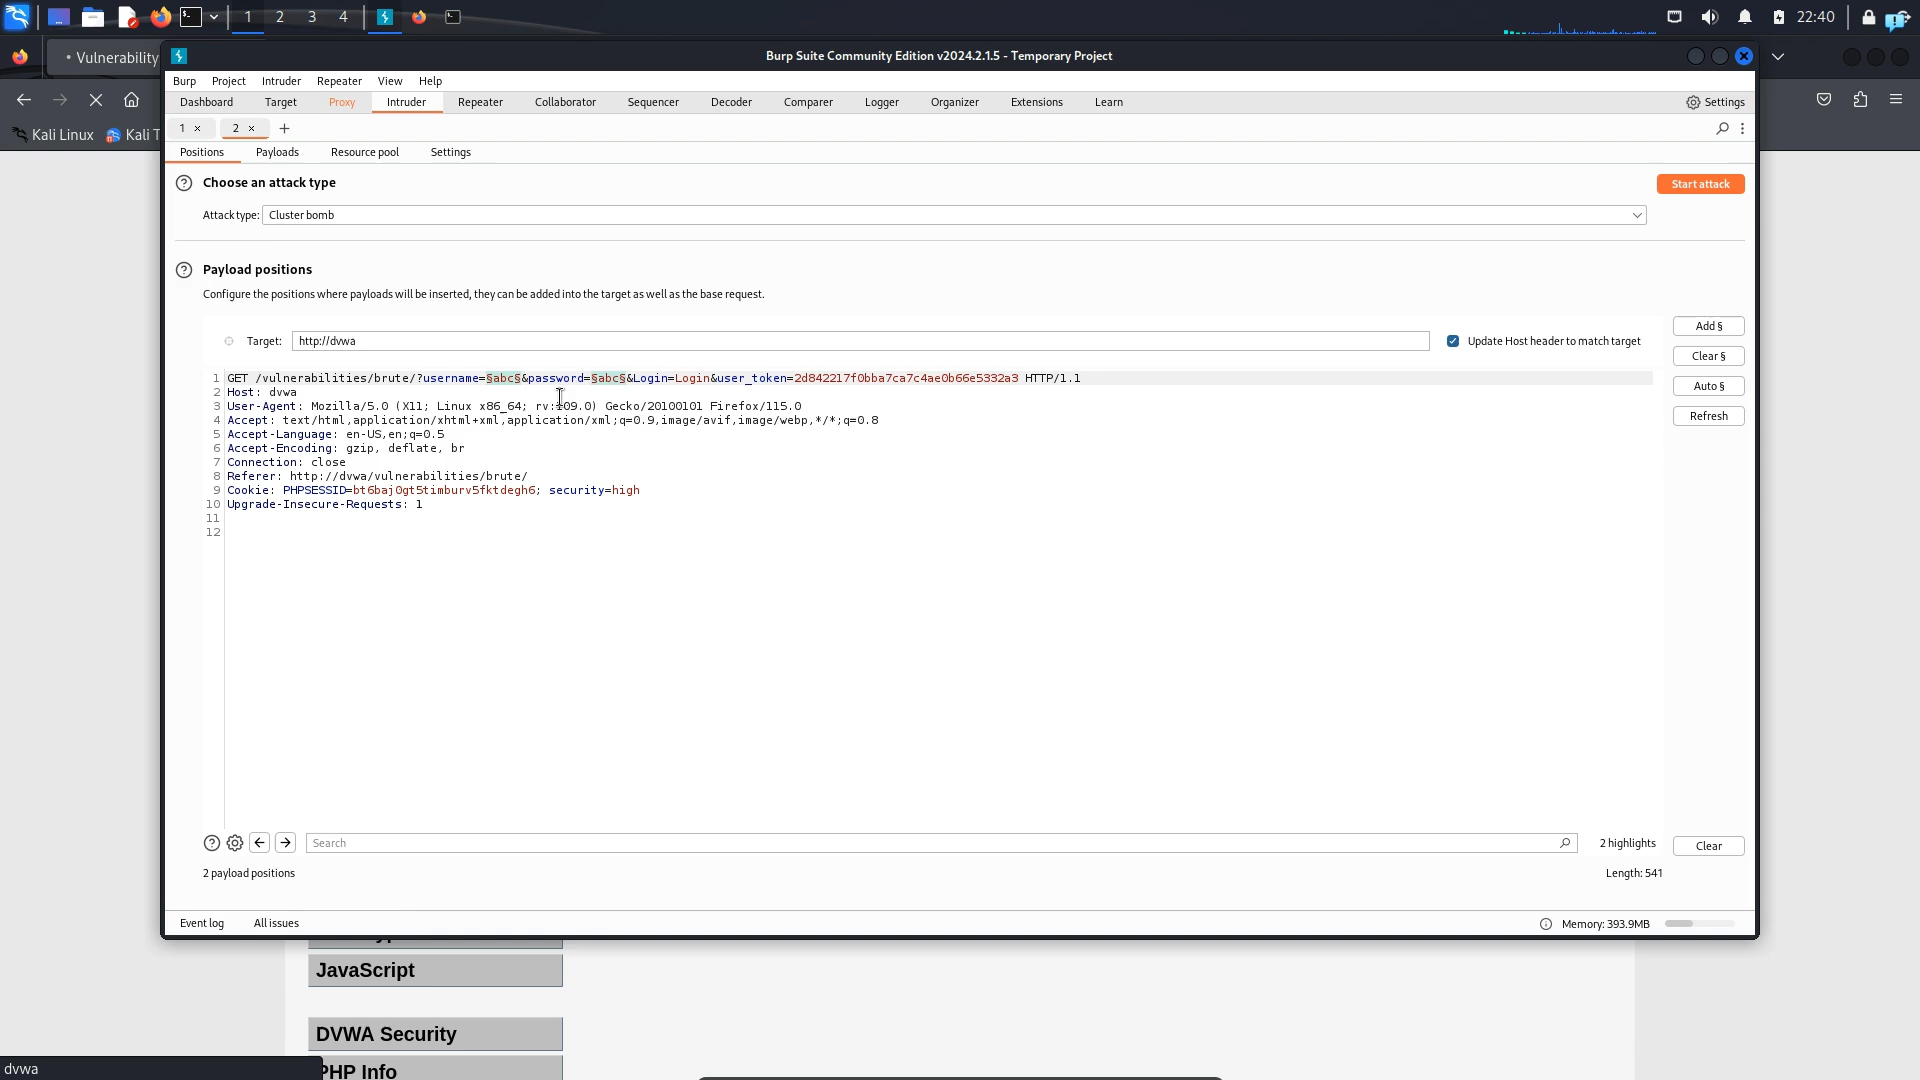 1
2
3
4
22:40
Vulnerability
Burp Suite Community Edition v2024.2.1.5 - Temporary Project
Burp Project Intruder Repeater View Help
Dashboard Target Proxy Intruder Repeater Collaborator Sequencer Decoder Comparer Logger Organizer Extensions Learn Settings
Kali Linux
1 × 2 × +
Positions Payloads Resource pool Settings
Choose an attack type
Start attack
Attack type: Cluster bomb
Payload positions
Configure the positions where payloads will be inserted, they can be added into the target as well as the base request.
Target: http://dvwa
Update Host header to match target
Add §
Clear §
Auto §
Refresh
1 GET /vulnerabilities/brute/?username=§abc§&password=§abc§&Login=Login&user_token=2d842217f0bba7ca7c4ae0b66e5332a3 HTTP/1.1
2 Host: dvwa
3 User-Agent: Mozilla/5.0 (X11; Linux x86_64; rv:109.0) Gecko/20100101 Firefox/115.0
4 Accept: text/html,application/xhtml+xml,application/xml;q=0.9,image/avif,image/webp,*/*;q=0.8
5 Accept-Language: en-US,en;q=0.5
6 Accept-Encoding: gzip, deflate, br
7 Connection: close
8 Referer: http://dvwa/vulnerabilities/brute/
9 Cookie: PHPSESSID=bt6baj0gt5timburv5fktdegh6; security=high
10 Upgrade-Insecure-Requests: 1
11
12
Search
2 highlights
Clear
2 payload positions
Length: 541
Event log All issues
Memory: 393.9MB
JavaScript
DVWA Security
PHP Info
dvwa